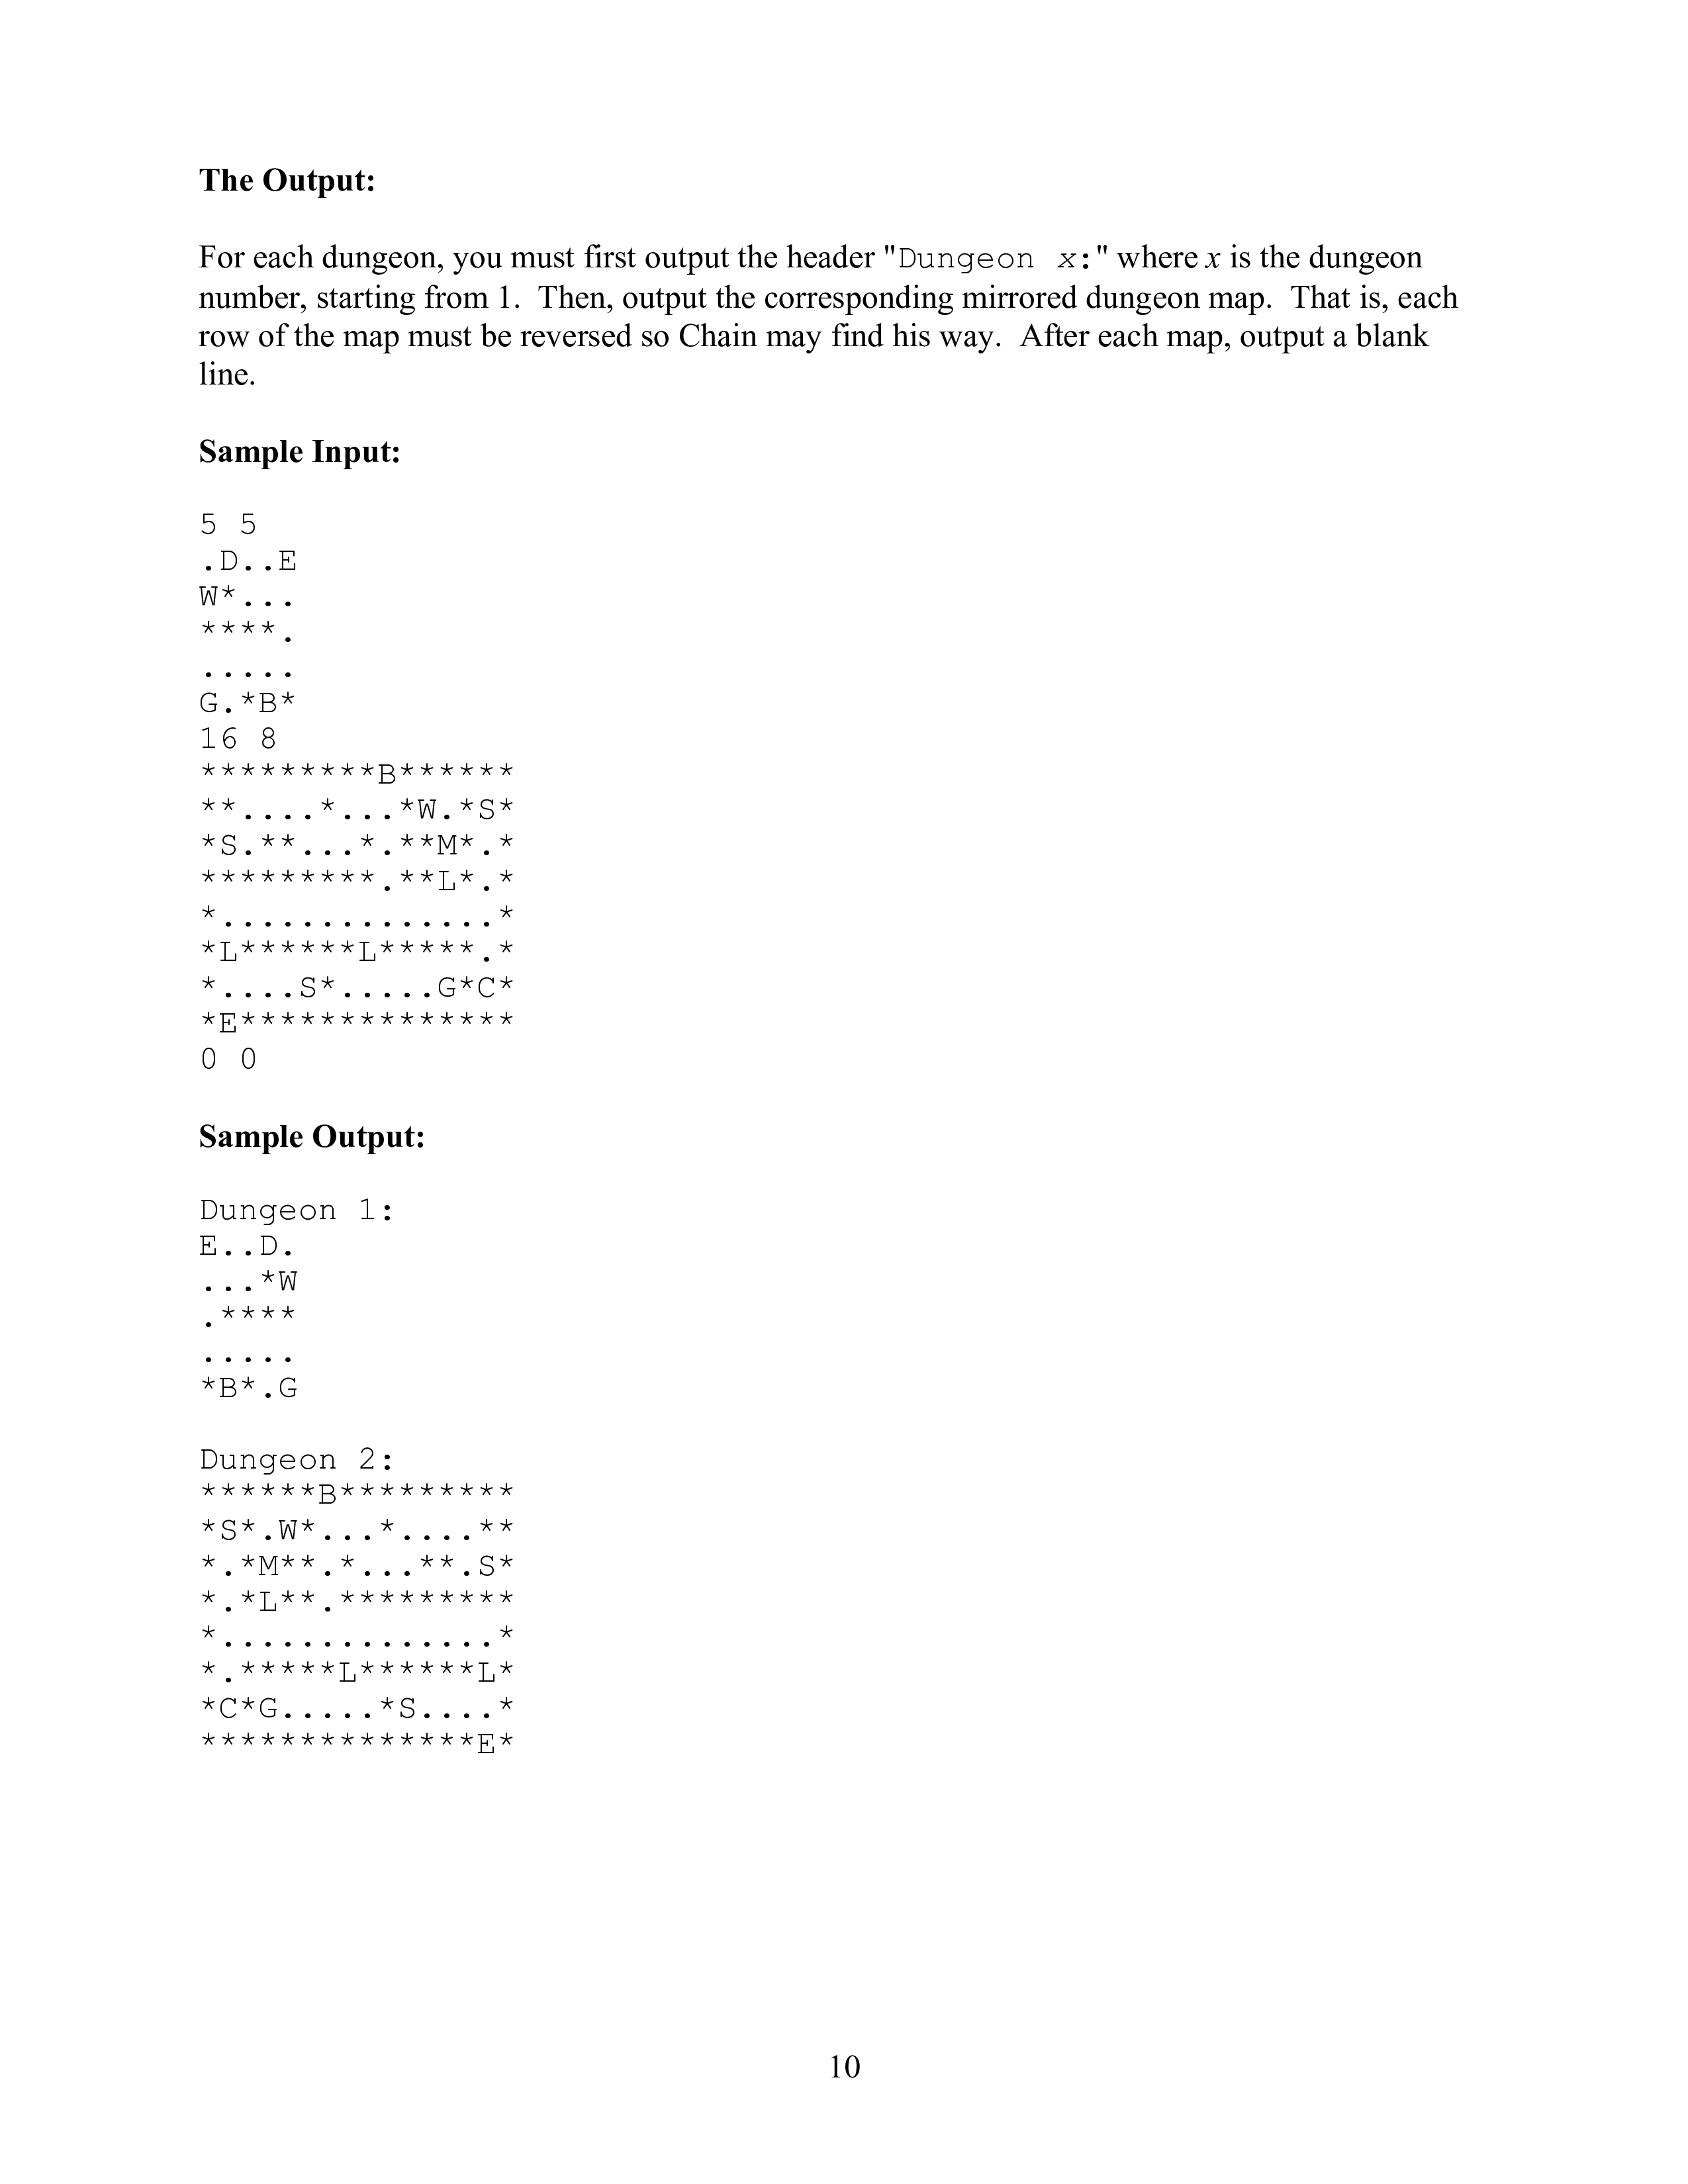 The Output:
For each dungeon, you must first output the header "Dungeon x:" where x is the dungeon
number, starting from 1.  Then, output the corresponding mirrored dungeon map.  That is, each
row of the map must be reversed so Chain may find his way.  After each map, output a blank
line.
Sample Input:
5 5
.D..E
W*...
****.
.....
G.*B*
16 8
*********B******
**....*...*W.*S*
*S.**...*.**M*.*
*********.**L*.*
*..............*
*L******L*****.*
*....S*.....G*C*
*E**************
0 0
Sample Output:
Dungeon 1:
E..D.
...*W
.****
.....
*B*.G
Dungeon 2:
******B*********
*S*.W*...*....**
*.*M**.*...**.S*
*.*L**.*********
*..............*
*.*****L******L*
*C*G.....*S....*
**************E*
10